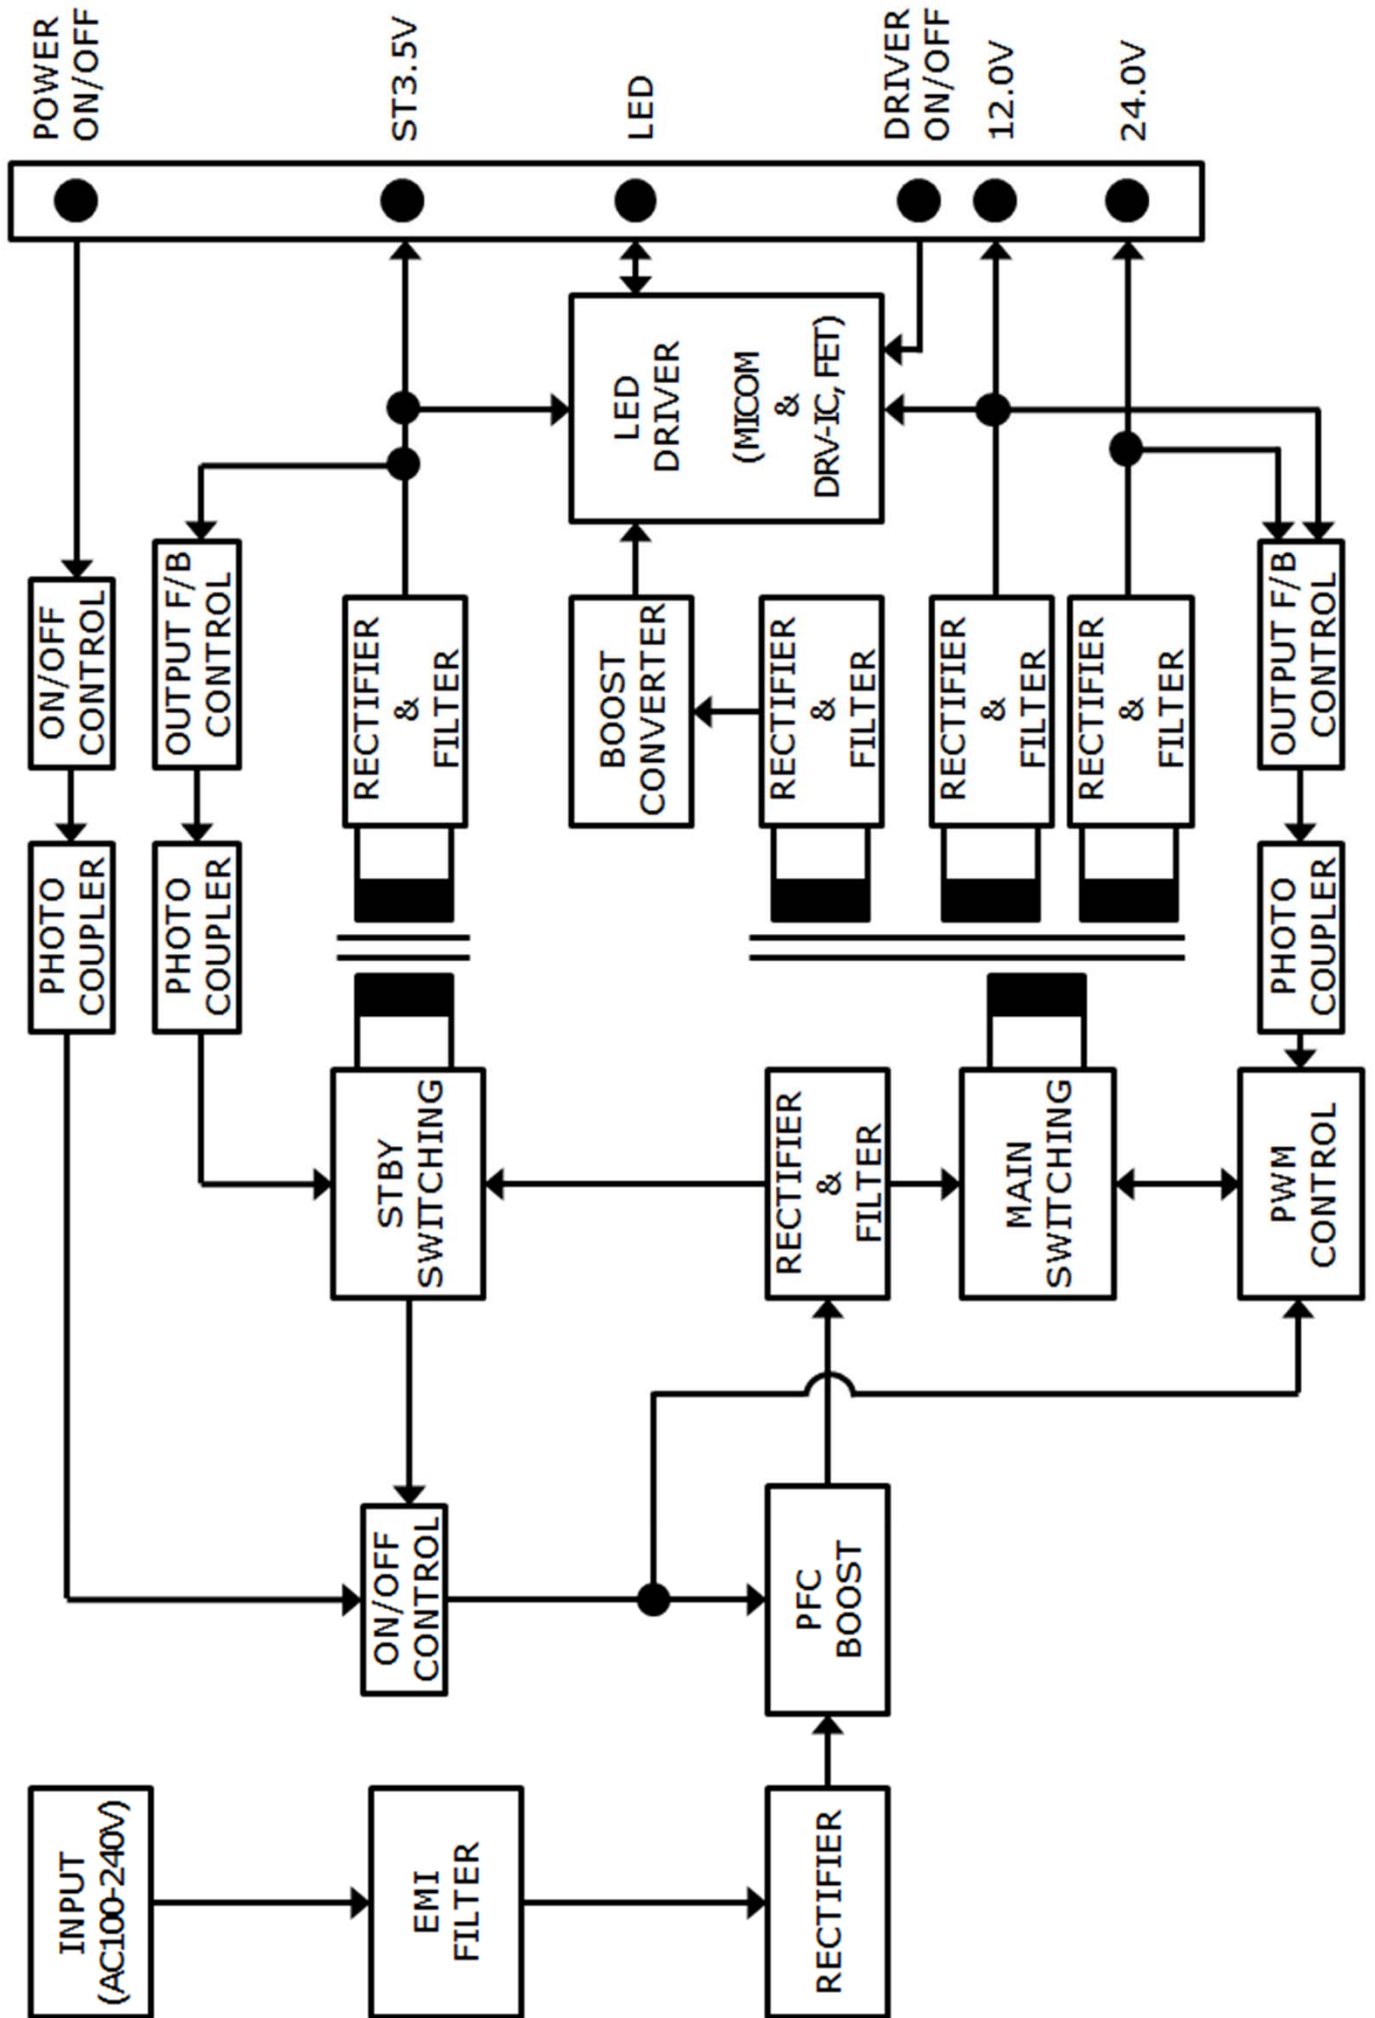 INPUT
(AC100-240V)
PHOTO
COUPLER
ON/OFF
CONTROL
POWER
ON/OFF
PHOTO
COUPLER
OUTPUT F/B
CONTROL
EMI
FILTER
ON/OFF
CONTROL
STBY
SWITCHING
RECTIFIER
&
FILTER
ST3.5V
BOOST
CONVERTER
LED
DRIVER
(MICOM
&
DRV-IC, FET)
LED
RECTIFIER
PFC
BOOST
RECTIFIER
&
FILTER
RECTIFIER
&
FILTER
DRIVER
ON/OFF
MAIN
SWITCHING
RECTIFIER
&
FILTER
12.0V
RECTIFIER
&
FILTER
24.0V
PWM
CONTROL
PHOTO
COUPLER
OUTPUT F/B
CONTROL